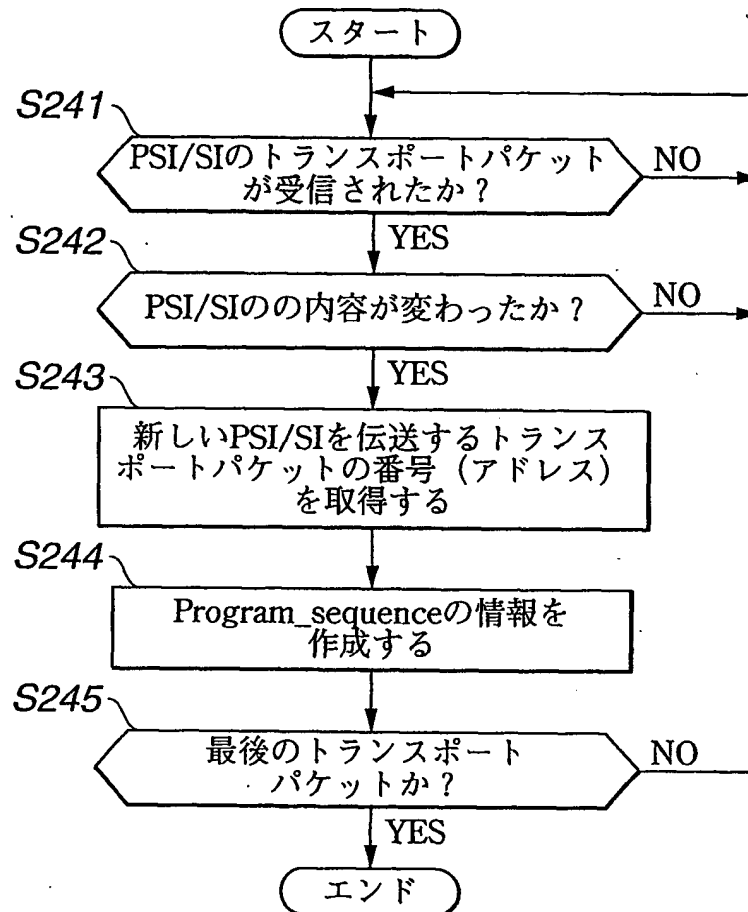 スタート
S241
PSI/SIのトランスポートパケット
が受信されたか？
NO
YES
S242
PSI/SIのの内容が変わったか？
NO
YES
S243
新しいPSI/SIを伝送するトランス
ポートパケットの番号（アドレス）
を取得する
S244
Program_sequenceの情報を
作成する
S245
最後のトランスポート
パケットか？
NO
YES
エンド